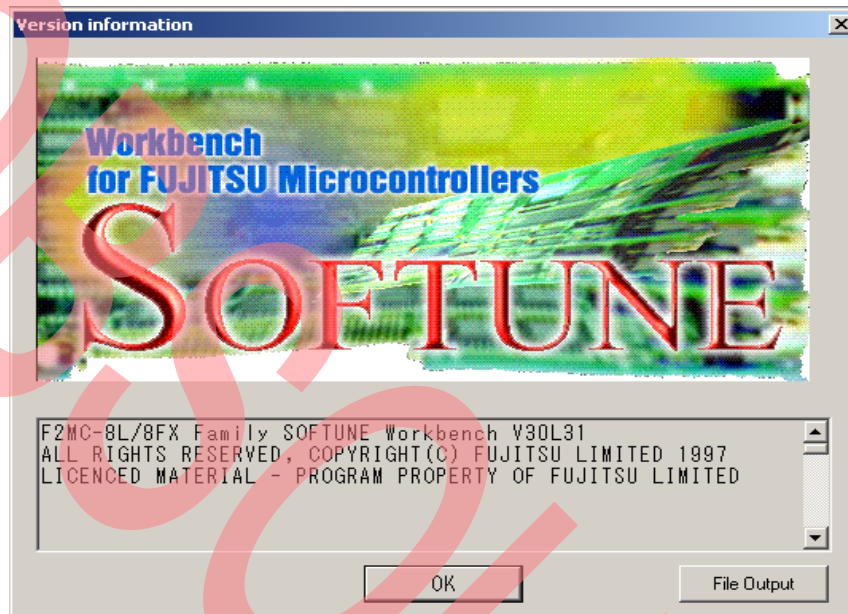 Version information
Workbench
for FUJITSU Microcontrollers
SOFTUNE
F2MC-8L/8FX Family SOFTUNE Workbench V30L31
ALL RIGHTS RESERVED, COPYRIGHT(C) FUJITSU LIMITED 1997
LICENCED MATERIAL - PROGRAM PROPERTY OF FUJITSU LIMITED
OK
File Output